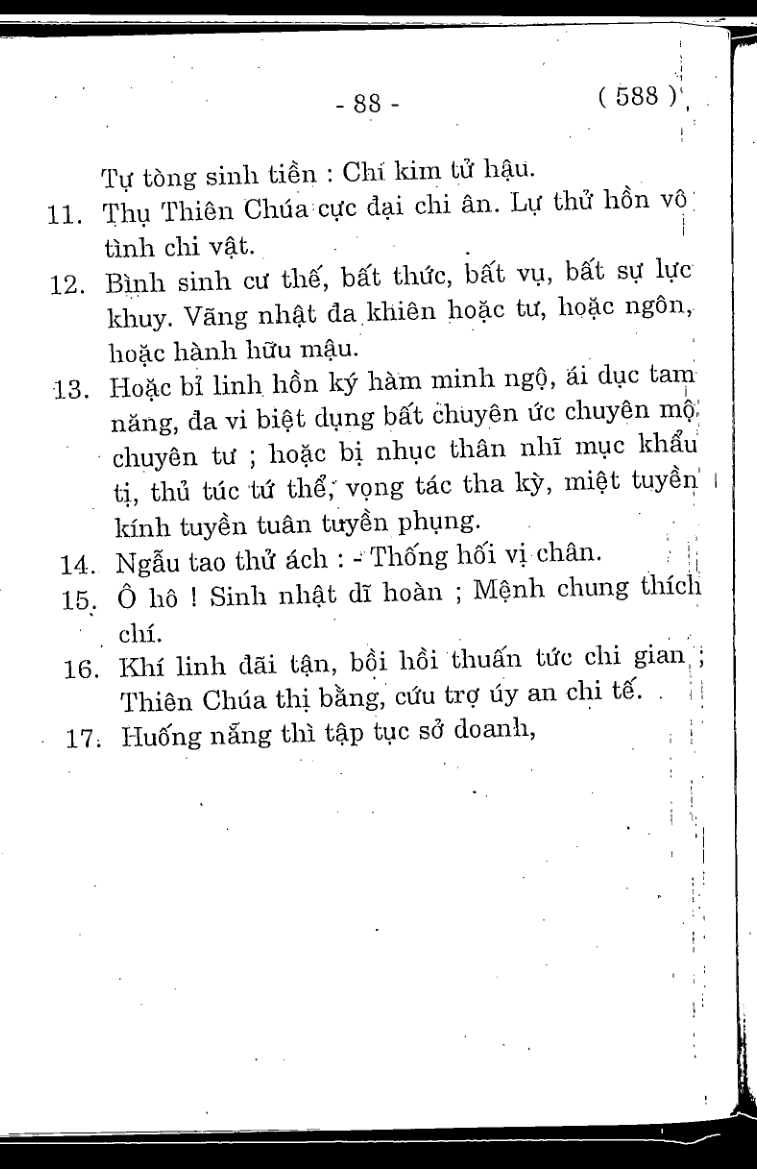 - 88 - ( 588 )
Tự tòng sinh tiền : Chí kim tử hậu.
11. Thụ Thiên Chúa cực đại chi ân. Lự thử hồn vô
tình chi vật.
12. Bình sinh cư thế, bất thức, bất vụ, bất sự lực
khuy. Vãng nhật đa khiên hoặc tư, hoặc ngôn,
hoặc hành hữu mậu.
13. Hoặc bỉ linh hồn ký hàm minh ngộ, ái dục tam
năng, đa vi biệt dụng bất chuyên ức chuyên mộ
chuyên tư ; hoặc bị nhục thân nhĩ mục khẩu
tị, thủ túc tứ thể, vọng tác tha kỳ, miệt tuyền
kính tuyền tuân tuyền phụng.
14. Ngẫu tao thử ách : - Thống hối vị chân.
15. Ô hô ! Sinh nhật dĩ hoàn ; Mệnh chung thích
chí.
16. Khí linh đãi tận, bồi hồi thuấn tức chi gian ;
Thiên Chúa thị bằng, cứu trợ úy an chi tế.
17. Huống nẵng thì tập tục sở doanh,